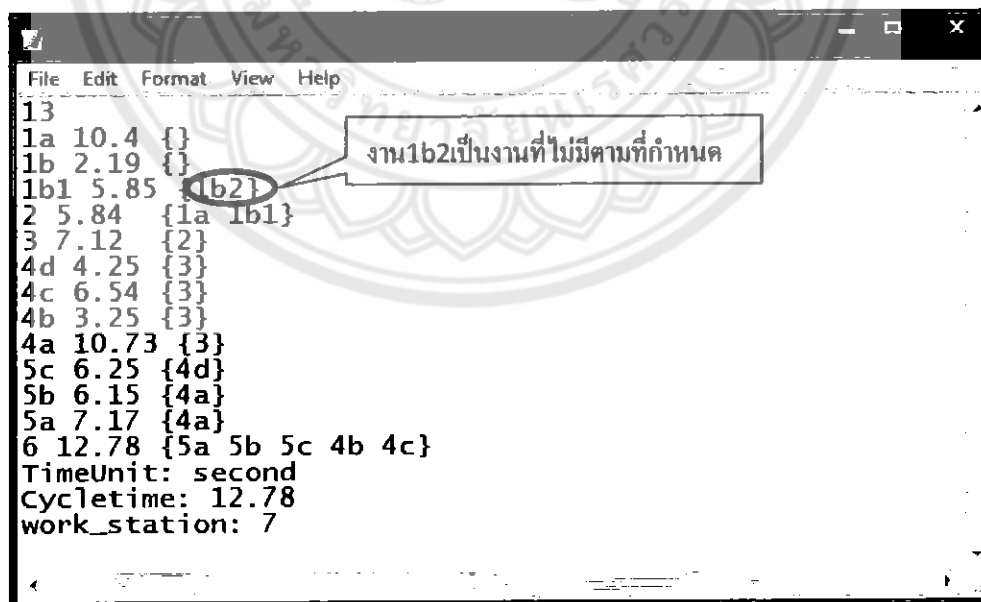 File Edit Format View Help
13
1a 10.4 {}
1b 2.19 {}
1b1 5.85 {1b2}
งาน1b2เป็นงานที่ไม่มีตามที่กำหนด
2 5.84 {1a 1b1}
3 7.12 {2}
4d 4.25 {3}
4c 6.54 {3}
4b 3.25 {3}
4a 10.73 {3}
5c 6.25 {4d}
5b 6.15 {4a}
5a 7.17 {4a}
6 12.78 {5a 5b 5c 4b 4c}
TimeUnit: second
Cycletime: 12.78
work_station: 7